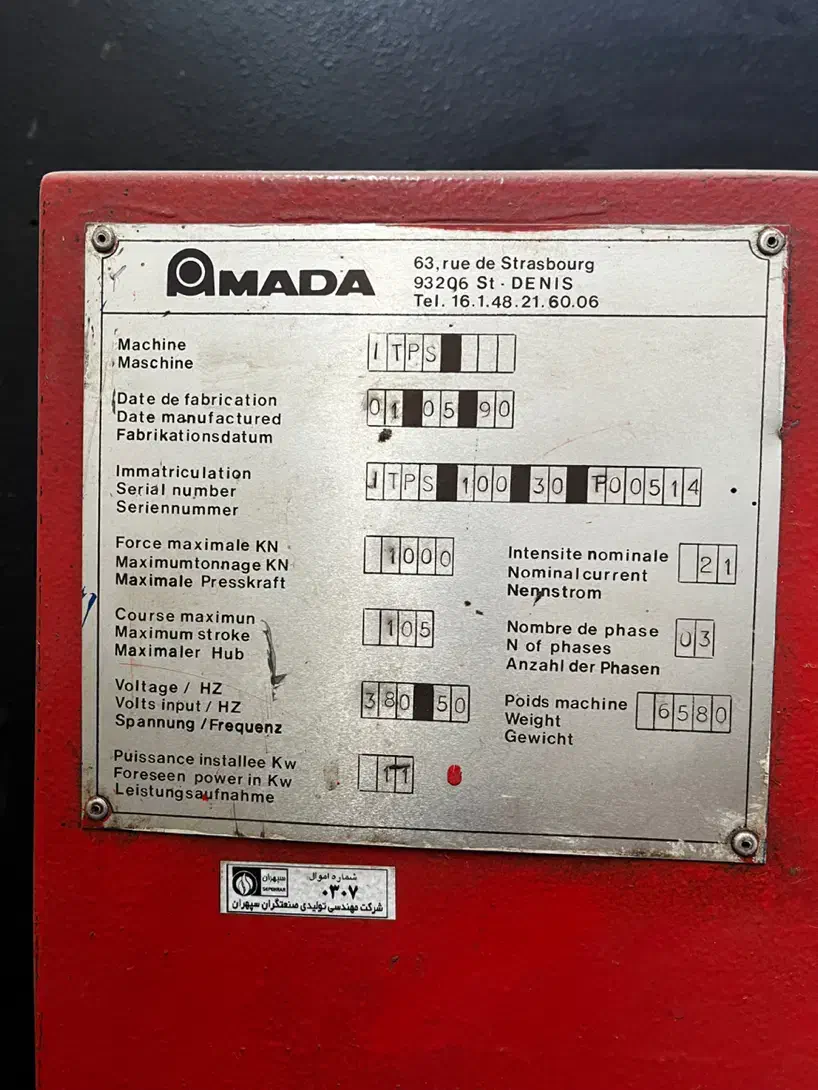 AMADA
63, rue de Strasbourg
93206 St - DENIS
Tel. 16.1.48.21.60.06
Machine
Maschine
ITPS
Date de fabrication
Date manufactured
Fabrikationsdatum
01 05 90
Immatriculation
Serial number
Seriennummer
ITPS 100 30 P00514
Force maximale KN
Maximumtonnage KN
Maximale Presskraft
1000
Intensite nominale
Nominalcurrent
Nennstrom
21
Course maximun
Maximum stroke
Maximaler Hub
105
Nombre de phase
N of phases
Anzahl der Phasen
03
Voltage / HZ
Volts input / HZ
Spannung / Frequenz
380 50
Poids machine
Weight
Gewicht
6580
Puissance installee Kw
Foreseen power in Kw
Leistungsaufnahme
11
سپهران
SEPEHRAN
شماره اموال
۰۳۰۷
شرکت مهندسی تولیدی صنعتگران سپهران